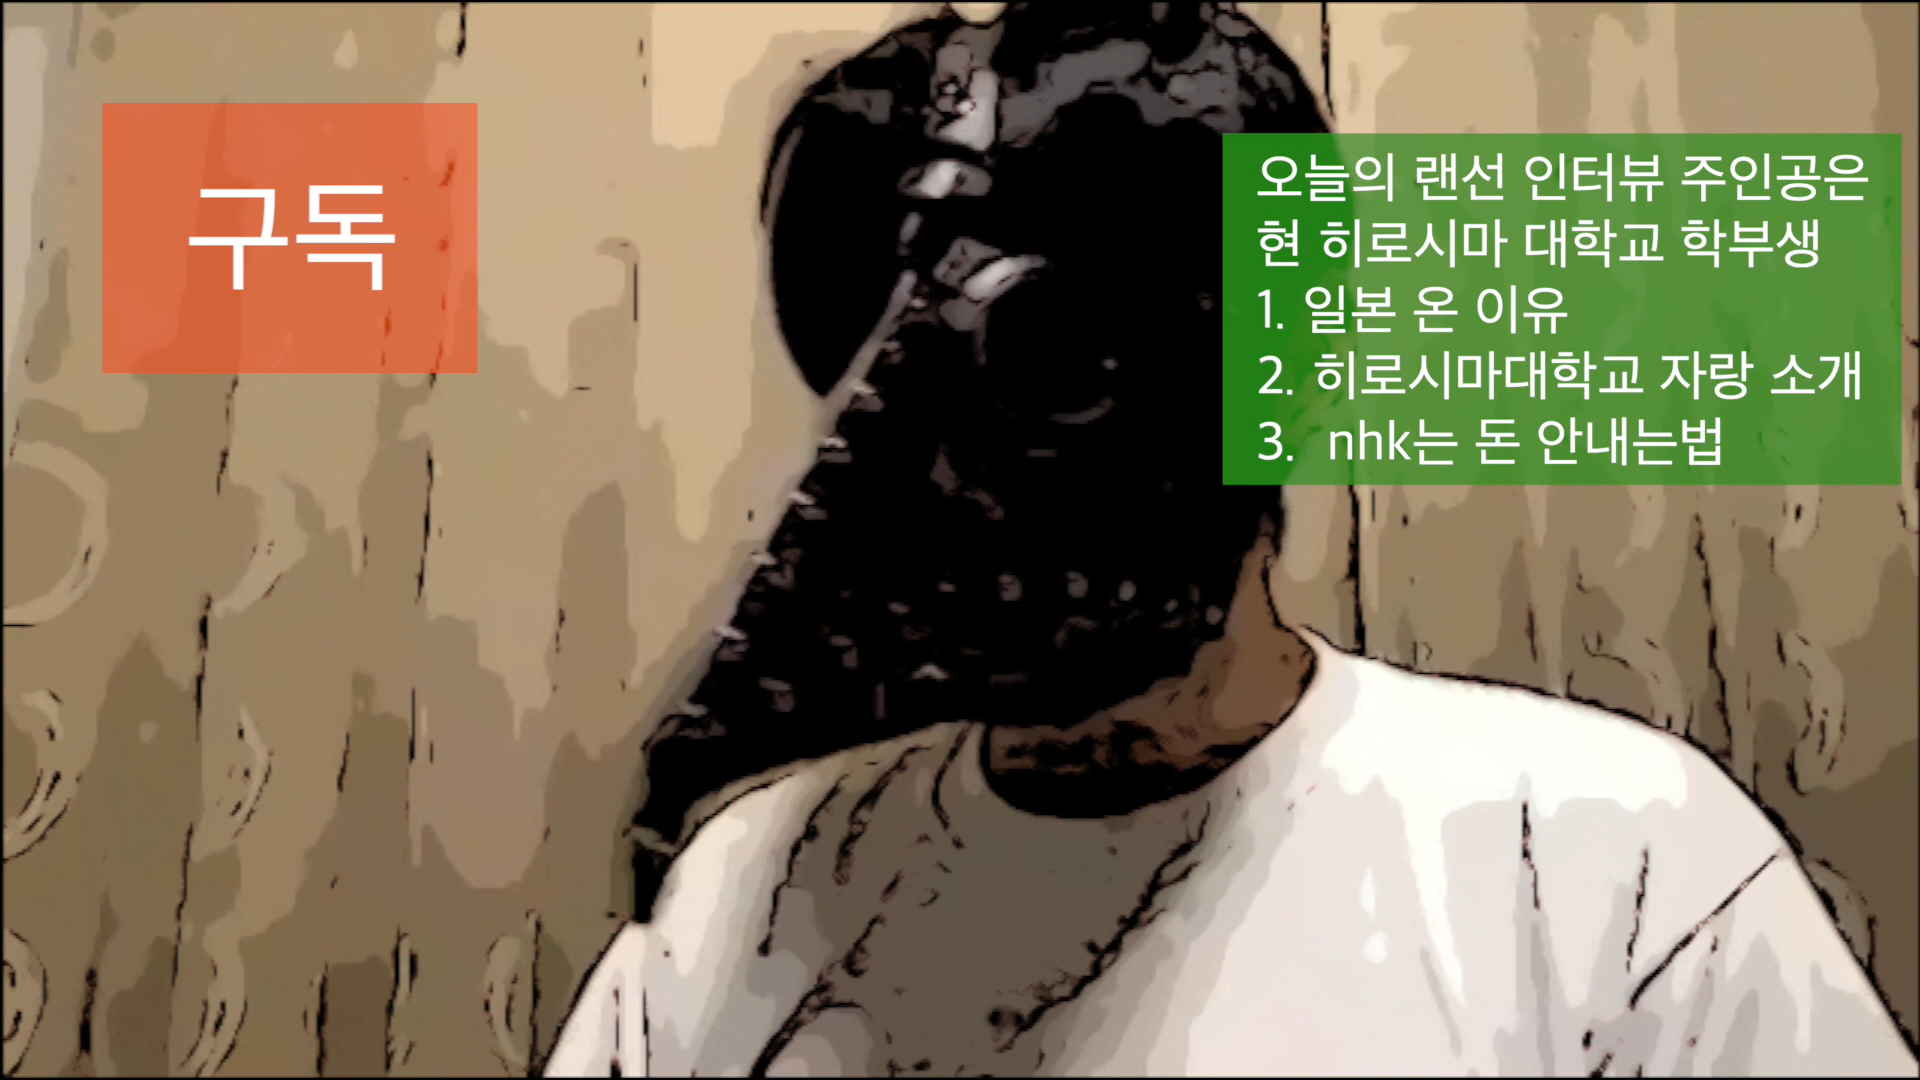 구독
오늘의 랜선 인터뷰 주인공은
현 히로시마 대학교 학부생
1. 일본 온 이유
2. 히로시마대학교 자랑 소개
3. nhk는 돈 안내는법